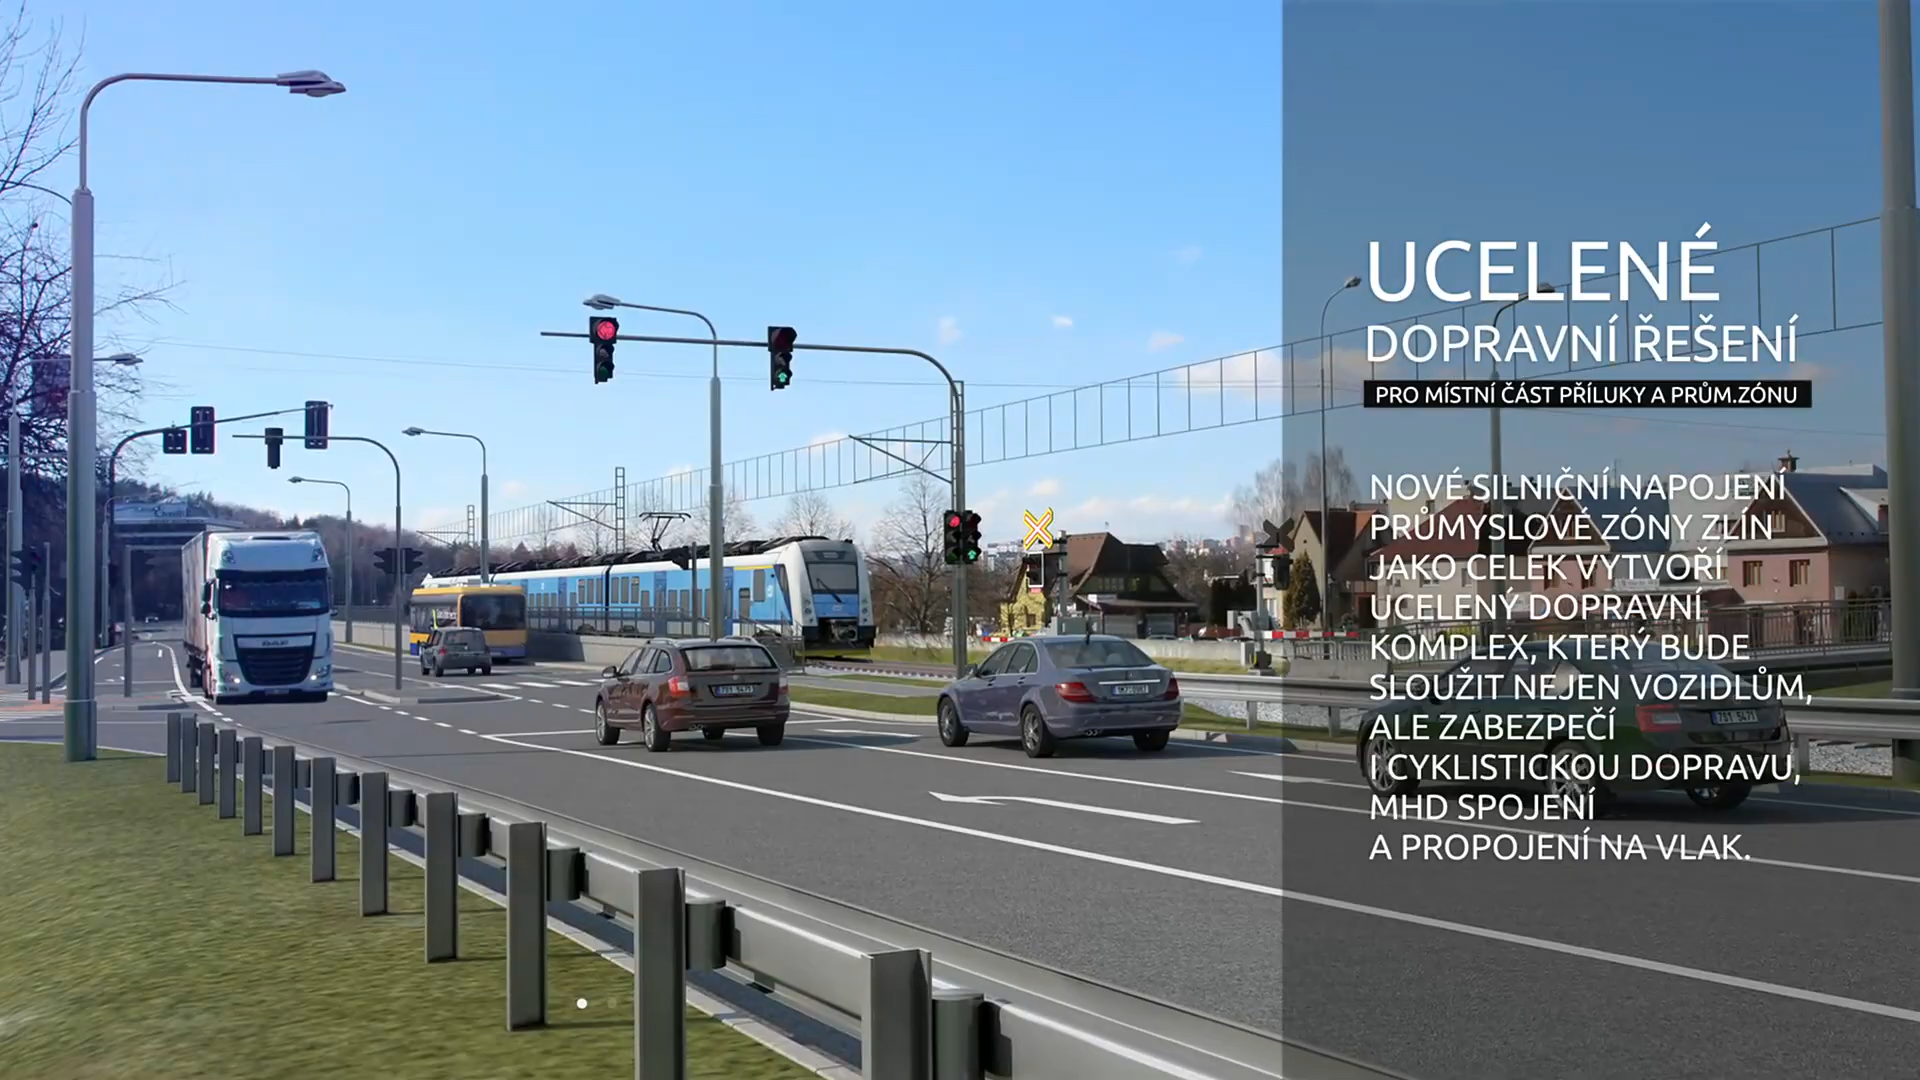 UCELENÉ
DOPRAVNÍ ŘEŠENÍ
PRO MÍSTNÍ ČÁST PŘÍLUKY A PRŮM.ZÓNU
NOVÉ SILNIČNÍ NAPOJENÍ
PRŮMYSLOVÉ ZÓNY ZLÍN
JAKO CELEK VYTVOŘÍ
UCELENÝ DOPRAVNÍ
KOMPLEX, KTERÝ BUDE
SLOUŽIT NEJEN VOZIDLŮM,
ALE ZABEZPEČÍ
I CYKLISTICKOU DOPRAVU,
MHD SPOJENÍ
A PROPOJENÍ NA VLAK.